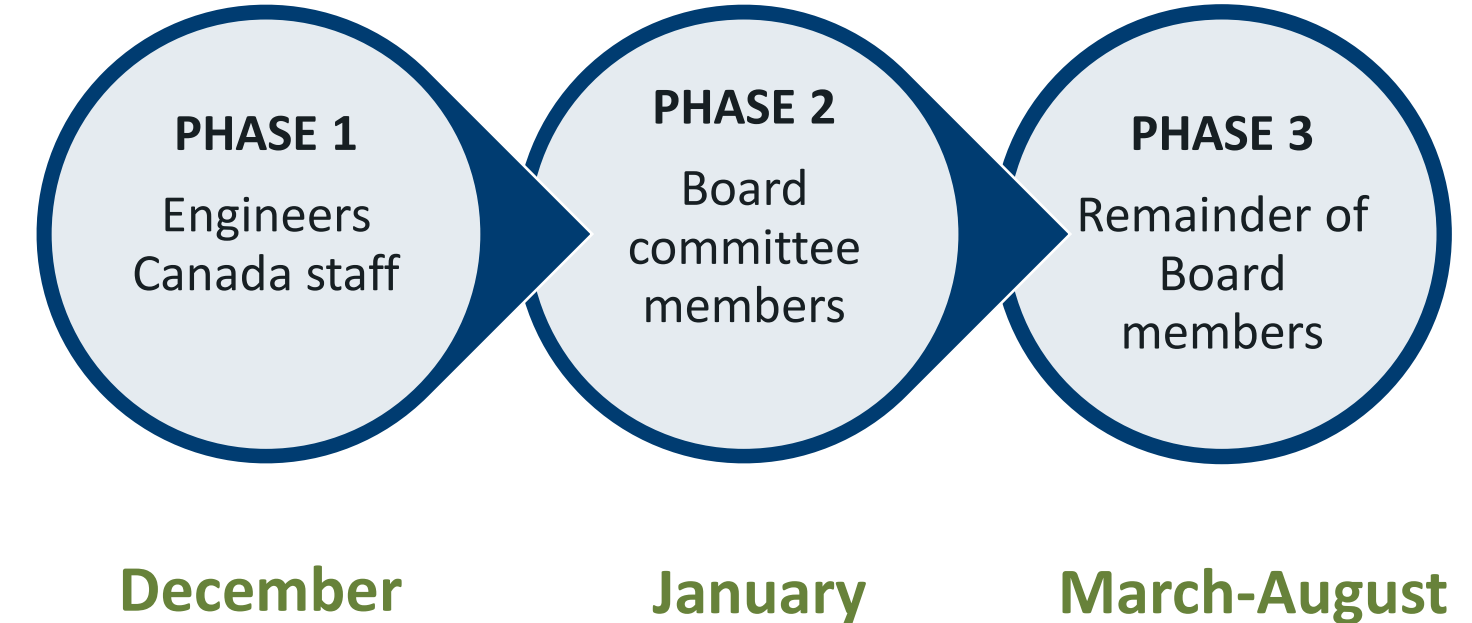 PHASE 1
Engineers
Canada staff
PHASE 2
Board
committee
members
PHASE 3
Remainder of
Board
members
December
January
March-August